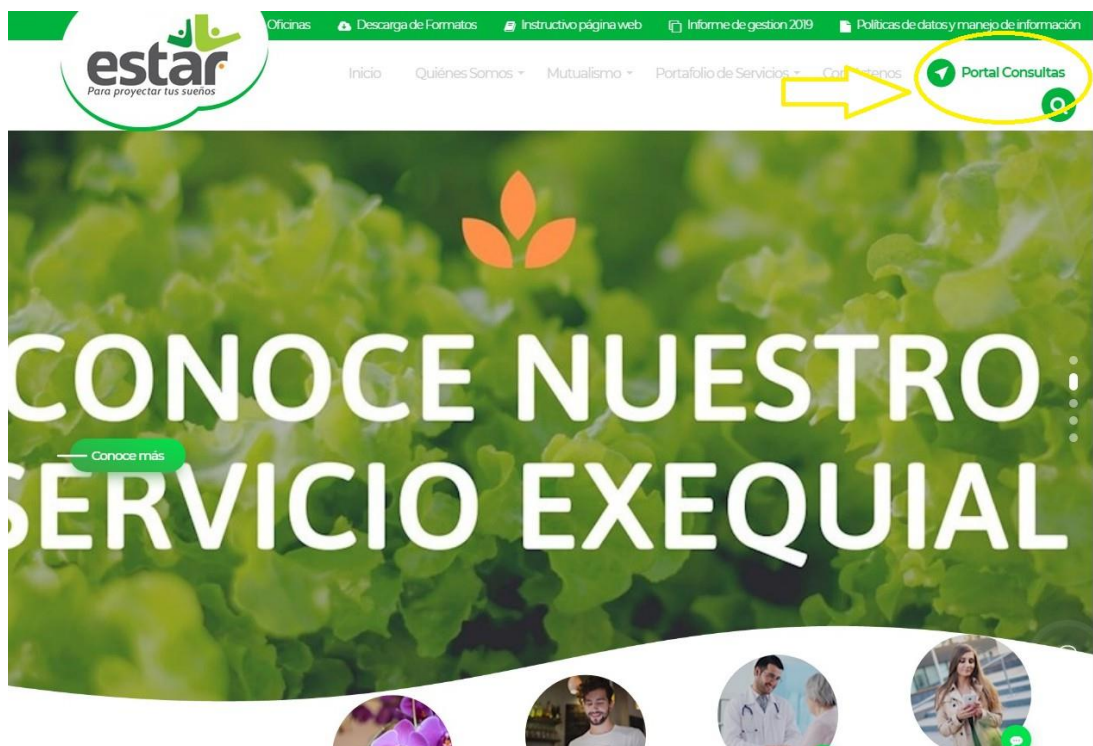 Oficinas
Descarga de Formatos
Instructivo página web
Informe de gestion 2019
Políticas de datos y manejo de información
estar
Para proyectar tus sueños
Inicio
Quiénes Somos
Mutualismo
Portafolio de Servicios
Portal Consultas
CONOCE NUESTRO
Conoce más
SERVICIO EXEQUIAL